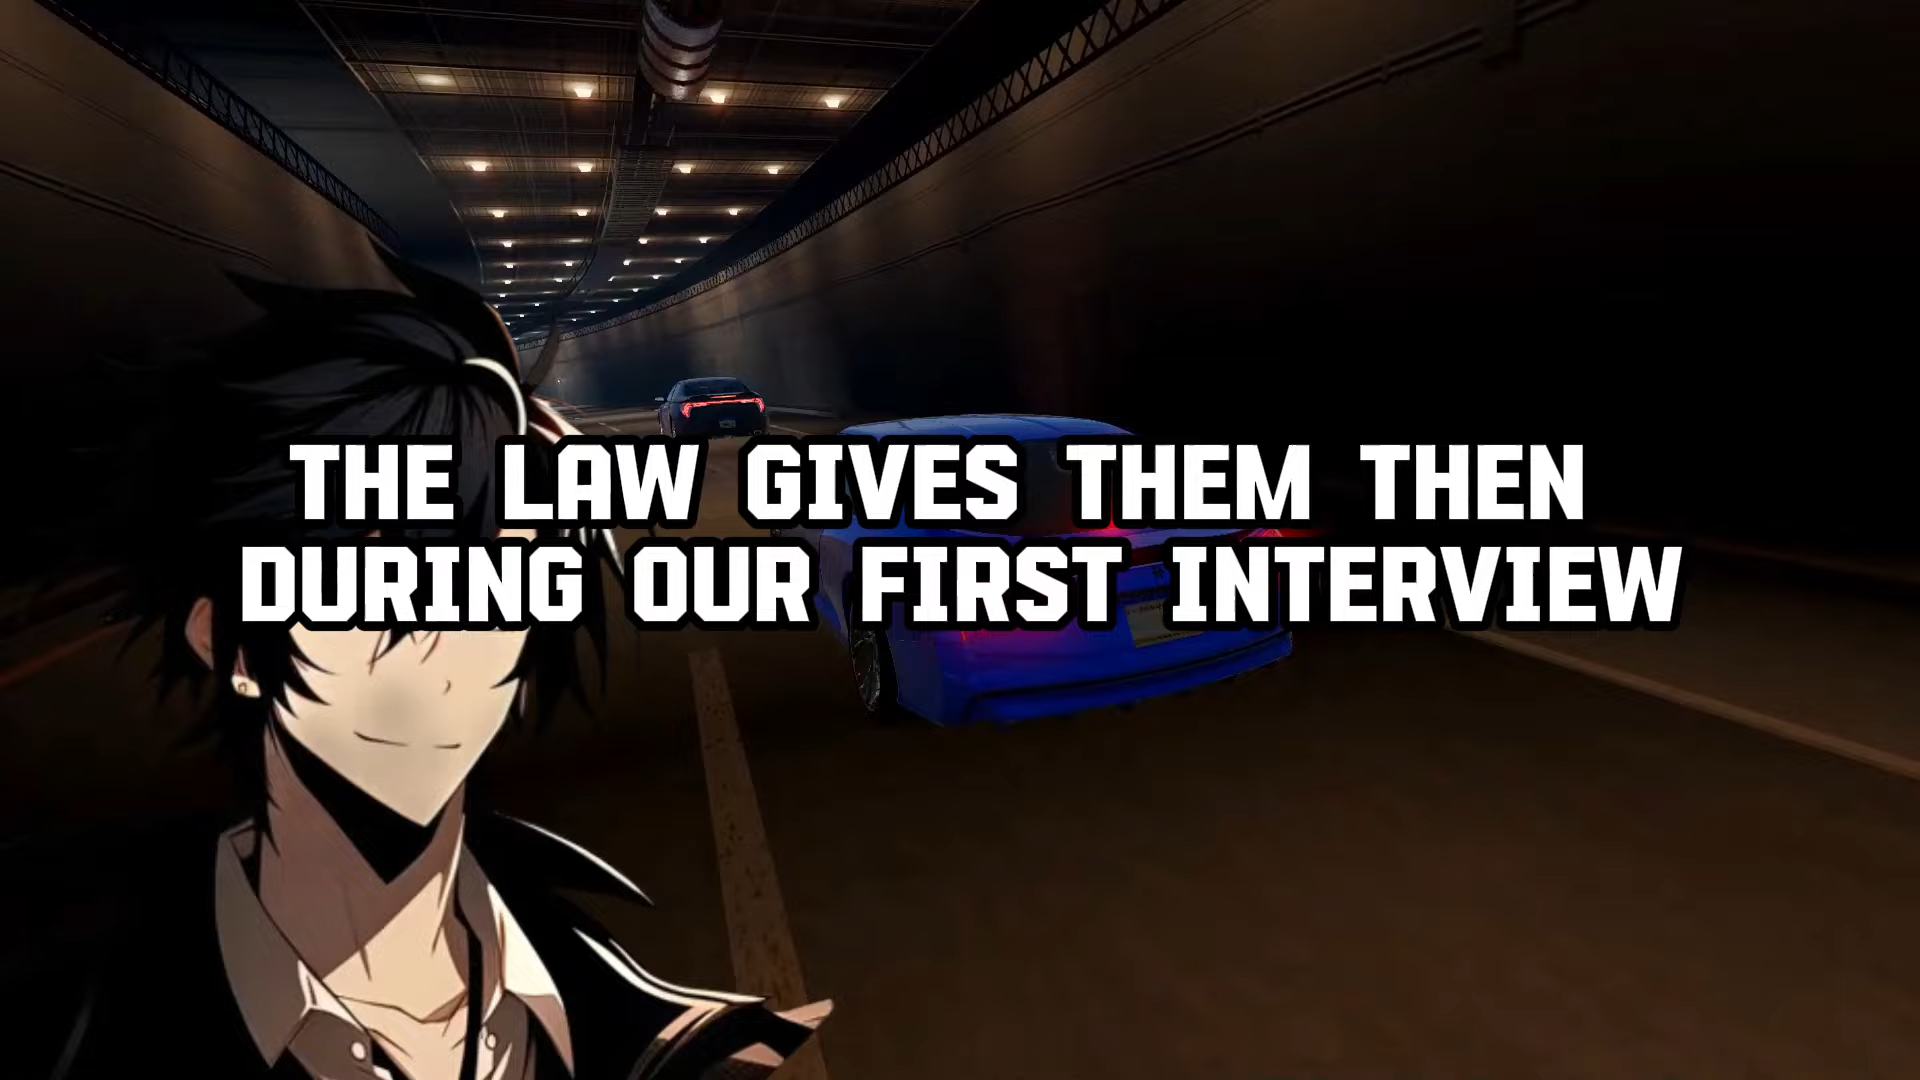 THE LAW GIVES THEM THEN
DURING OUR FIRST INTERVIEW